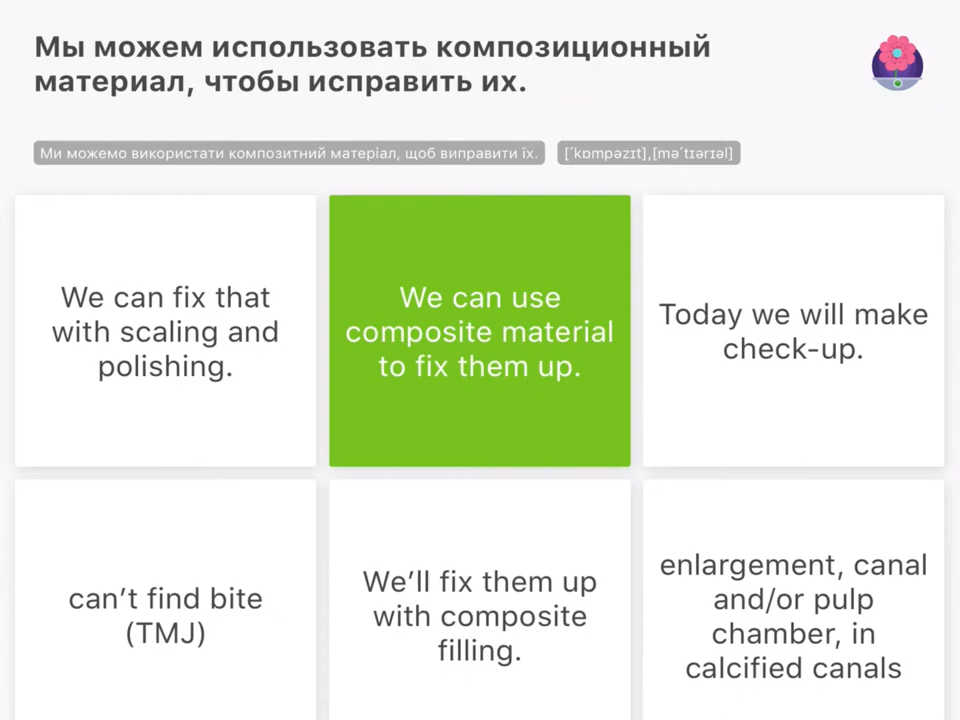 Мы можем использовать композиционный
материал, чтобы исправить их.
Ми можемо використати композитний матеріал, щоб виправити їх.
[ˈkɒmpəzɪt],[məˈtɪərɪəl]
We can fix that
with scaling and
polishing.
We can use
composite material
to fix them up.
Today we will make
check-up.
can’t find bite
(TMJ)
We’ll fix them up
with composite
filling.
enlargement, canal
and/or pulp
chamber, in
calcified canals